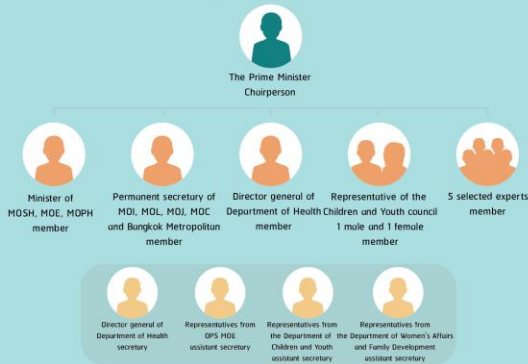 The Prime Minister
Chairperson
Minister of
MOSH, MOE, MOPH
member
Permanent secretary of
MOI, MOL, MOJ, MOC
and Bangkok Metropolitan
member
Director general of
Department of Health
member
Representative of the
Children and Youth council
1 male and 1 female
member
5 selected experts
member
Director general of
Department of Health
secretary
Representatives from
OPS MOE
assistant secretary
Representatives from
the Department of
Children and Youth
assistant secretary
Representatives from
the Department of Women's Affairs
and Family Development
assistant secretary